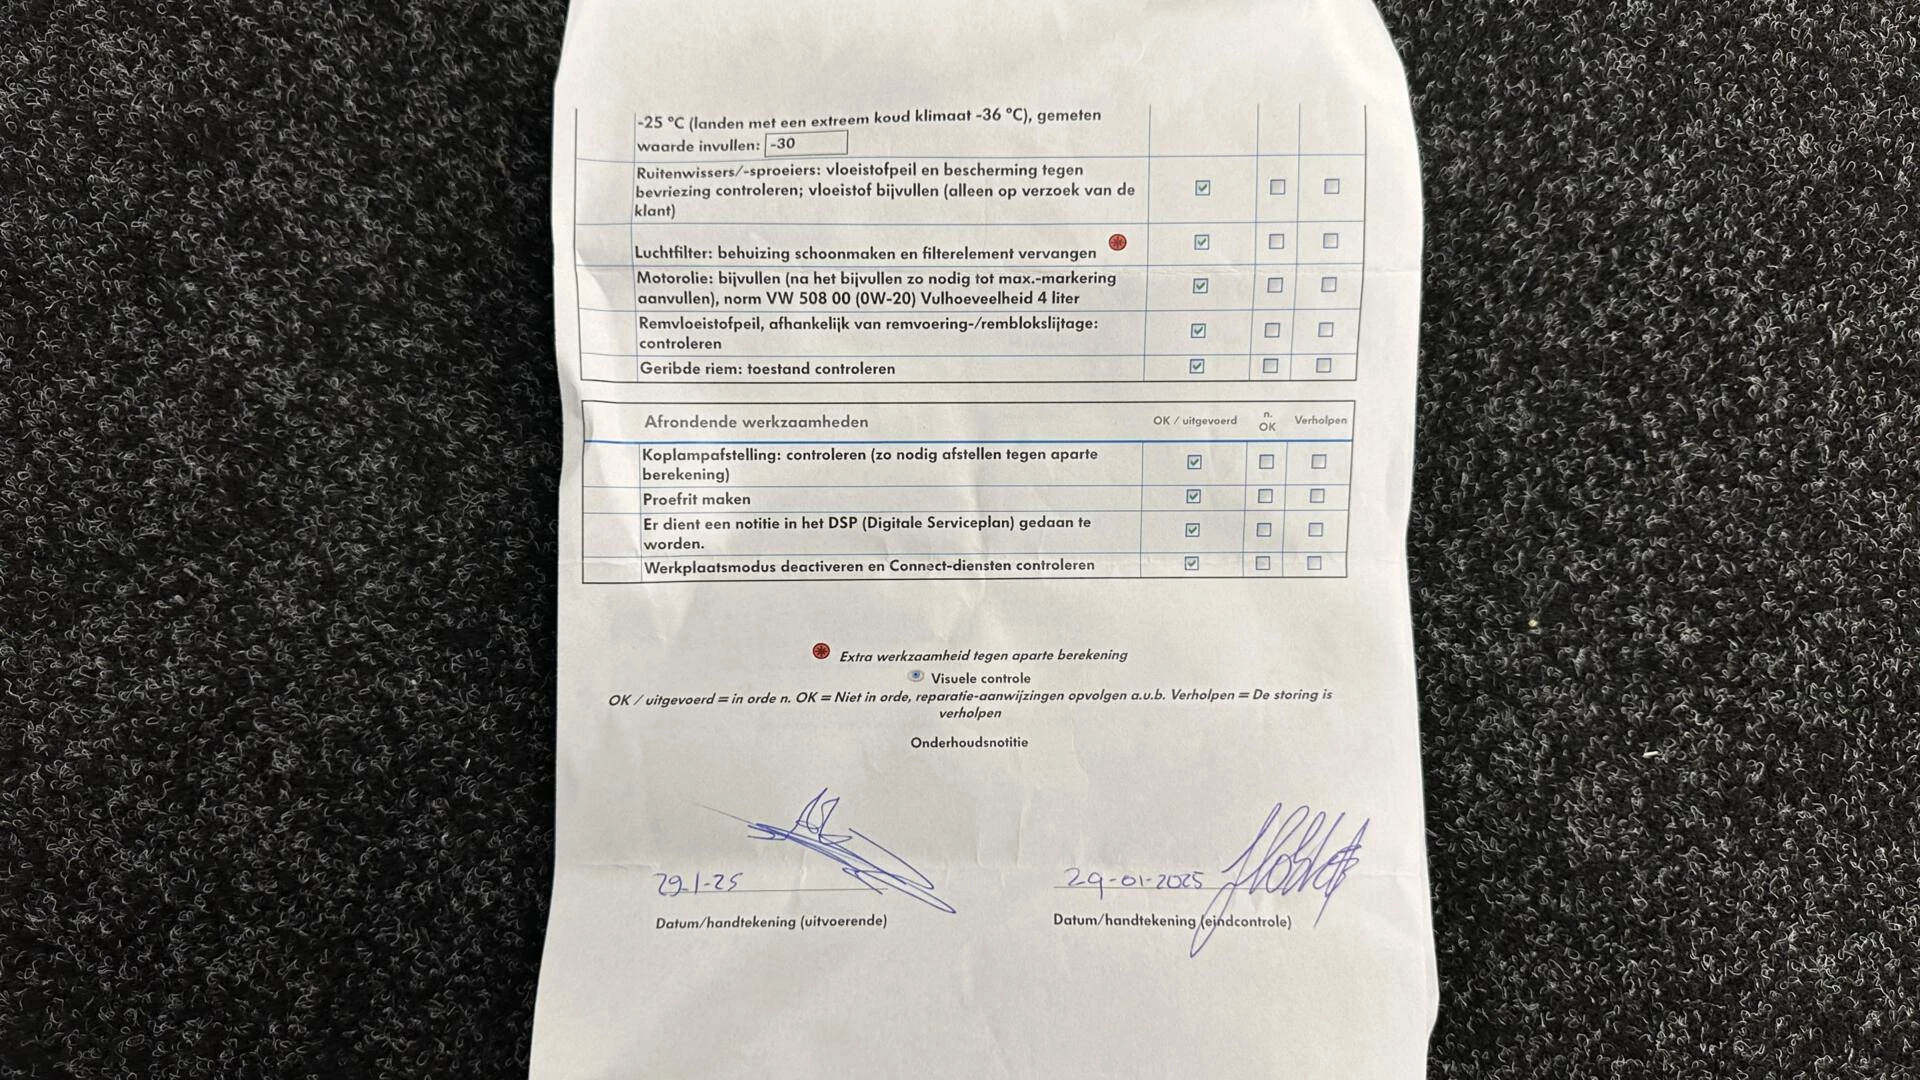 -25 °C (landen met een extreem koud klimaat -36 °C), gemeten
waarde invullen: -30
Ruitenwissers/-sproeiers: vloeistofpeil en bescherming tegen
bevriezing controleren; vloeistof bijvullen (alleen op verzoek van de
klant)
Luchtfilter: behuizing schoonmaken en filterelement vervangen
Motorolie: bijvullen (na het bijvullen zo nodig tot max.-markering
aanvullen), norm VW 508 00 (0W-20) Vulhoeveelheid 4 liter
Remvloeistofpeil, afhankelijk van remvoering-/remblokslijtage:
controleren
Geribde riem: toestand controleren
Afrondende werkzaamheden OK / uitgevoerd n. OK Verholpen
Koplampafstelling: controleren (zo nodig afstellen tegen aparte
berekening)
Proefrit maken
Er dient een notitie in het DSP (Digitale Serviceplan) gedaan te
worden.
Werkplaatsmodus deactiveren en Connect-diensten controleren
Extra werkzaamheid tegen aparte berekening
Visuele controle
OK / uitgevoerd = in orde n. OK = Niet in orde, reparatie-aanwijzingen opvolgen a.u.b. Verholpen = De storing is
verholpen
Onderhoudsnotitie
29-1-25
29-01-2025
Datum/handtekening (uitvoerende)
Datum/handtekening (eindcontrole)